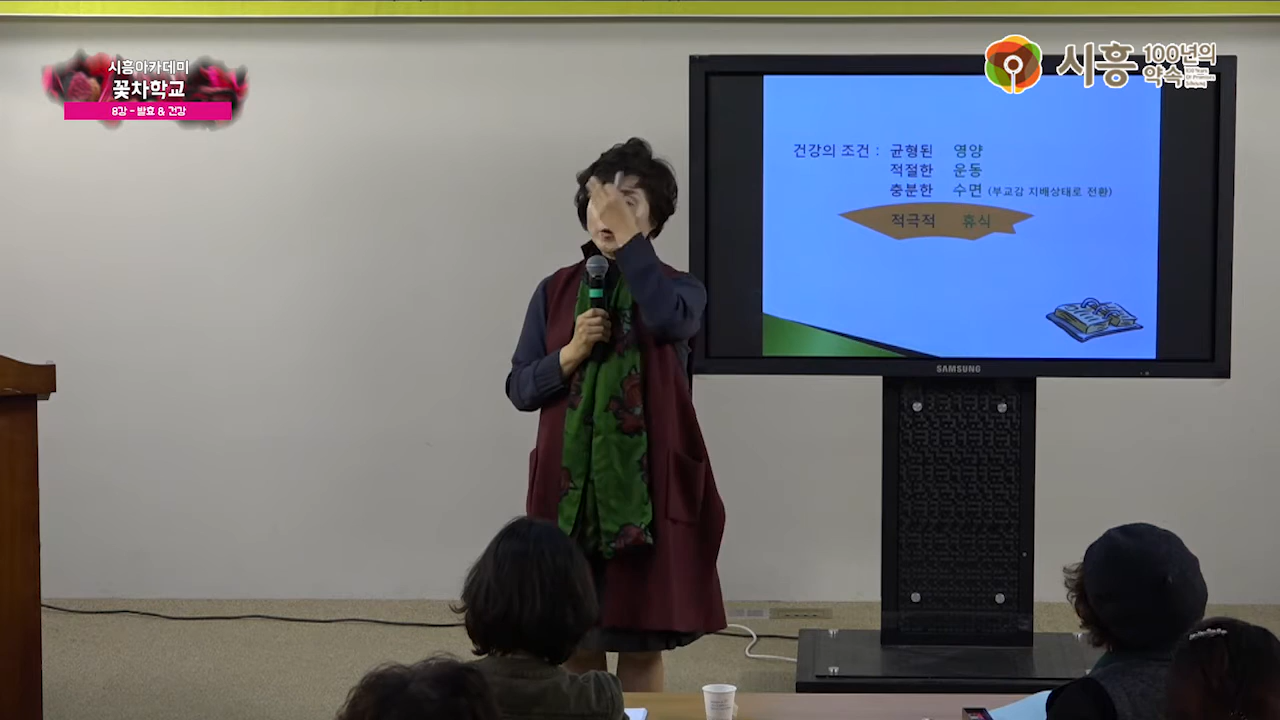 시흥아카데미
꽃차학교
8강 - 발효 & 건강
시흥 100년의
약속
건강의 조건 : 균형된 영양
적절한 운동
충분한 수면 (부교감 지배상태로 전환)
적극적 휴식
SAMSUNG